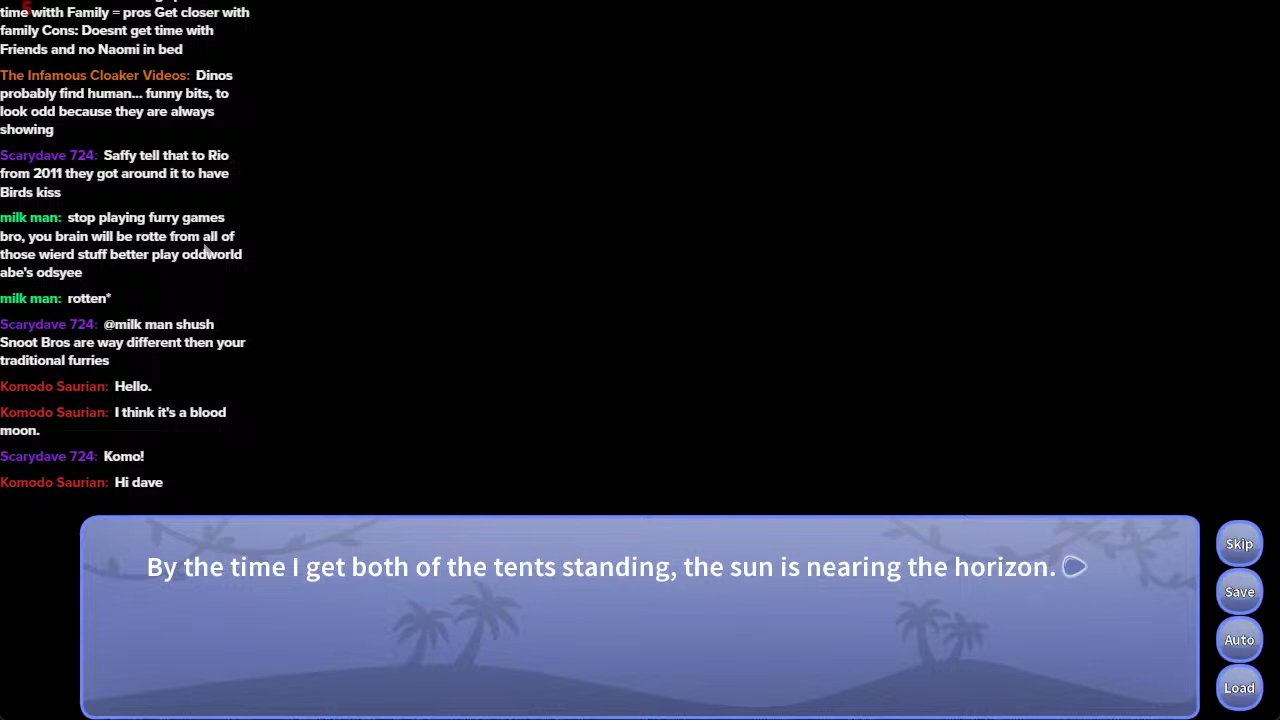 time witth Family = pros Get closer with
family Cons: Doesnt get time with
Friends and no Naomi in bed
The Infamous Cloaker Videos: Dinos
probably find human... funny bits, to
look odd because they are always
showing
Scarydave 724: Saffy tell that to Rio
from 2011 they got around it to have
Birds kiss
milk man: stop playing furry games
bro, you brain will be rotte from all of
those wierd stuff better play oddworld
abe's odsyee
milk man: rotten*
Scarydave 724: @milk man shush
Snoot Bros are way different then your
traditional furries
Komodo Saurian: Hello.
Komodo Saurian: I think it's a blood
moon.
Scarydave 724: Komo!
Komodo Saurian: Hi dave
By the time I get both of the tents standing, the sun is nearing the horizon.
Skip
Save
Auto
Load